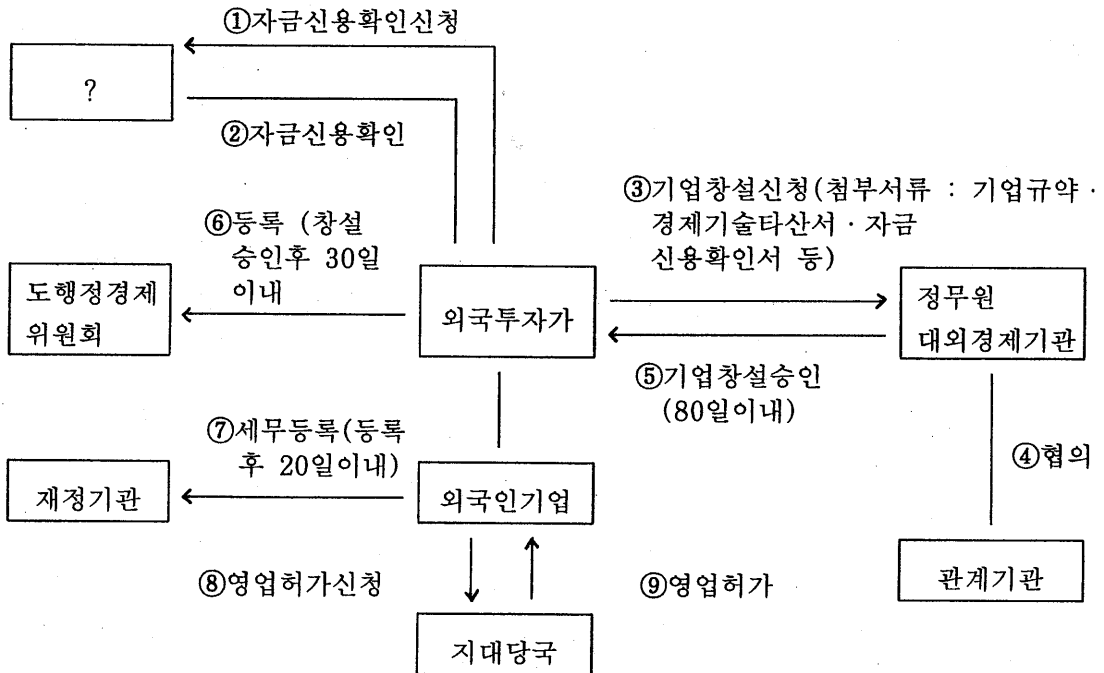 ①자금신용확인신청
?
②자금신용확인
③기업창설신청(첨부서류 : 기업규약 ·
경제기술타산서 · 자금
신용확인서 등)
⑥등록 (창설
승인후 30일
이내
도행정경제
위원회
외국투자가
정무원
대외경제기관
⑤기업창설승인
(80일이내)
⑦세무등록(등록
후 20일이내)
④협의
재정기관
외국인기업
⑧영업허가신청
⑨영업허가
관계기관
지대당국